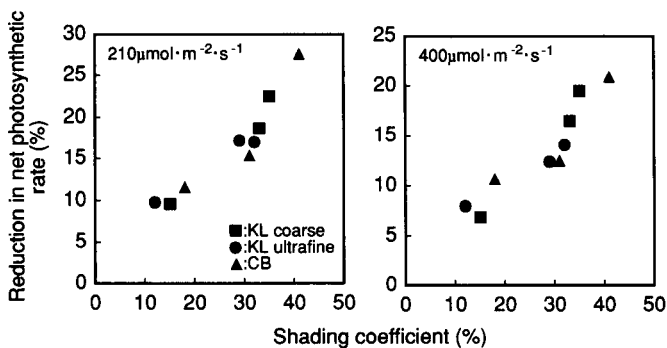 Reduction in net photosynthetic
rate (%)
30
25
20
15
10
5
0
210μmol·m-2·s-1
■:KL coarse
●:KL ultrafine
▲:CB
0 10 20 30 40 50
25
20
15
10
5
0
400μmol·m-2·s-1
0 10 20 30 40 50
Shading coefficient (%)